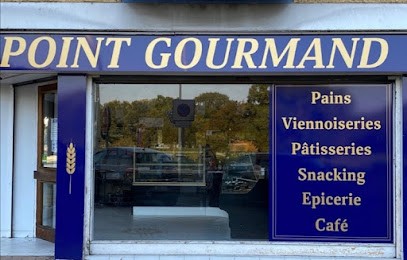 POINT GOURMAND
Pains
Viennoiseries
Pâtisseries
Snacking
Epicerie
Café